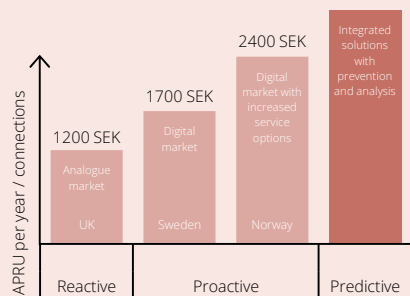 APRU per year / connections
1200 SEK
Analogue
market
UK
1700 SEK
Digital
market
Sweden
2400 SEK
Digital
market with
increased
service
options
Norway
Integrated
solutions
with
prevention
and analysis
Reactive
Proactive
Predictive